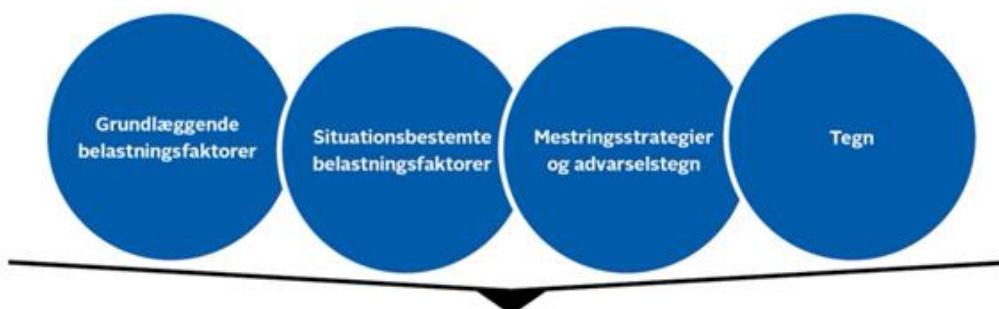 Grundlæggende
belastningsfaktorer
Situationsbestemte
belastningsfaktorer
Mestringsstrategier
og advarselstegn
Tegn